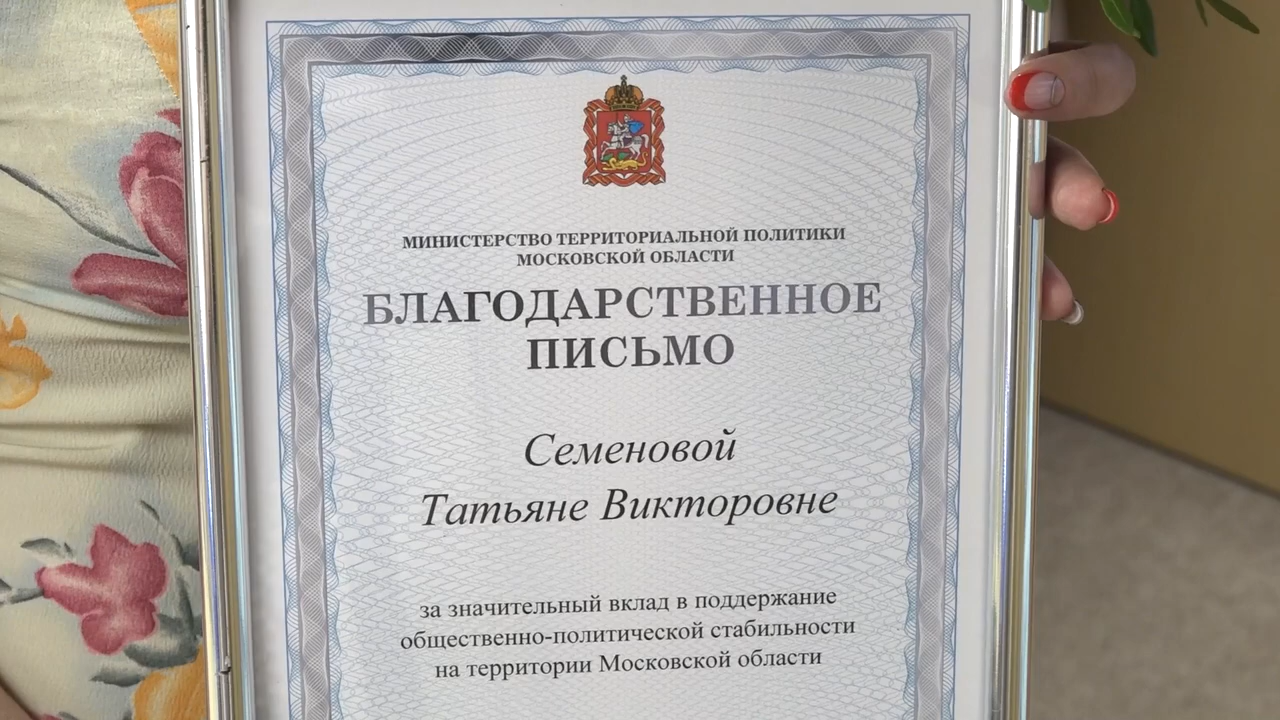 МИНИСТЕРСТВО ТЕРРИТОРИАЛЬНОЙ ПОЛИТИКИ
МОСКОВСКОЙ ОБЛАСТИ
БЛАГОДАРСТВЕННОЕ
ПИСЬМО
Семеновой
Татьяне Викторовне
за значительный вклад в поддержание
общественно-политической стабильности
на территории Московской области